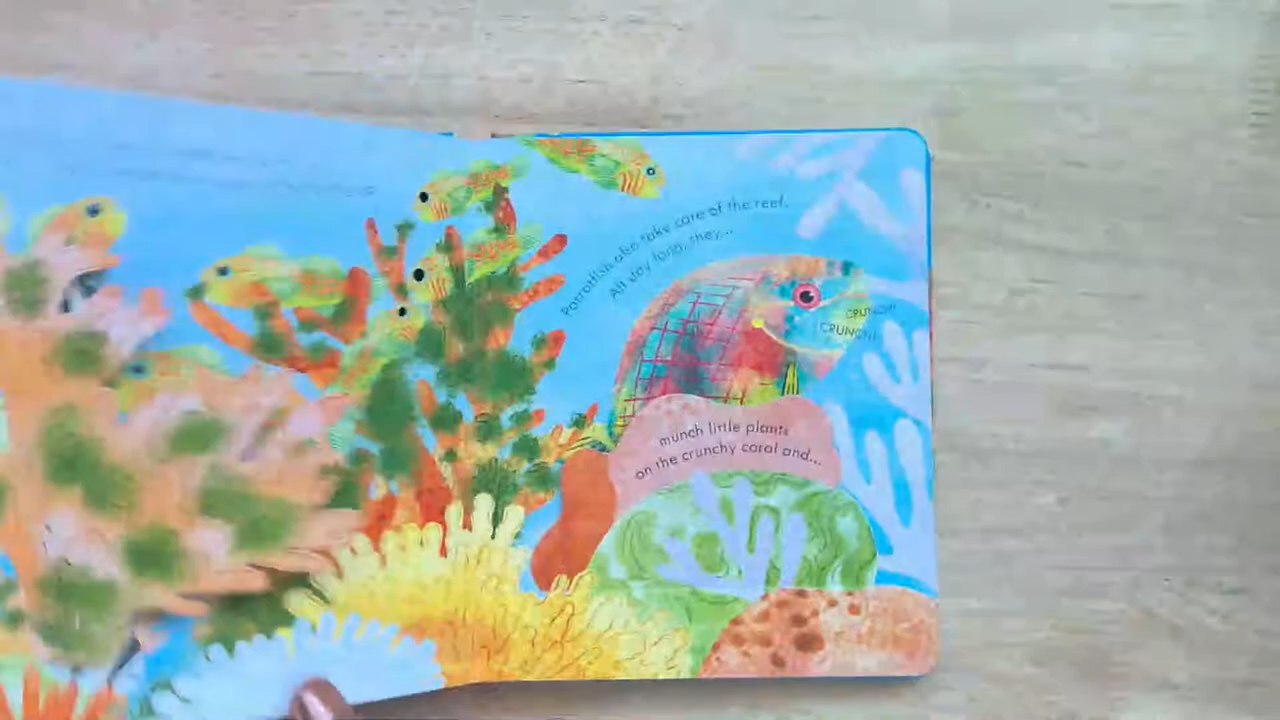 Parrotfish also take care of the reef.
All day long, they...
CRUNCH!
CRUNCH!
munch little plants
on the crunchy coral and...